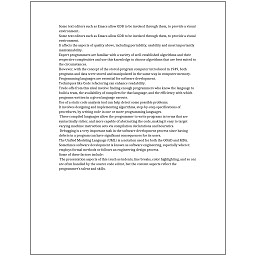 Some text editors such as Emacs allow GDB to be invoked through them, to provide a visual
environment.
Some text editors such as Emacs allow GDB to be invoked through them, to provide a visual
environment.
It affects the aspects of quality above, including portability, usability and most importantly
maintainability.
Expert programmers are familiar with a variety of well-established algorithms and their
respective complexities and use this knowledge to choose algorithms that are best suited to
the circumstances.
However, with the concept of the stored-program computer introduced in 1949, both
programs and data were stored and manipulated in the same way in computer memory.
Programming languages are essential for software development.
Techniques like Code refactoring can enhance readability.
Trade-offs from this ideal involve finding enough programmers who know the language to
build a team, the availability of compilers for that language, and the efficiency with which
programs written in a given language execute.
Use of a static code analysis tool can help detect some possible problems.
It involves designing and implementing algorithms, step-by-step specifications of
procedures, by writing code in one or more programming languages.
These compiled languages allow the programmer to write programs in terms that are
syntactically richer, and more capable of abstracting the code, making it easy to target
varying machine instruction sets via compilation declarations and heuristics.
Debugging is a very important task in the software development process since having
defects in a program can have significant consequences for its users.
The Unified Modeling Language (UML) is a notation used for both the OOAD and MDA.
Sometimes software development is known as software engineering, especially when it
employs formal methods or follows an engineering design process.
Some of these factors include:
The presentation aspects of this (such as indents, line breaks, color highlighting, and so on)
are often handled by the source code editor, but the content aspects reflect the
programmer's talent and skills.